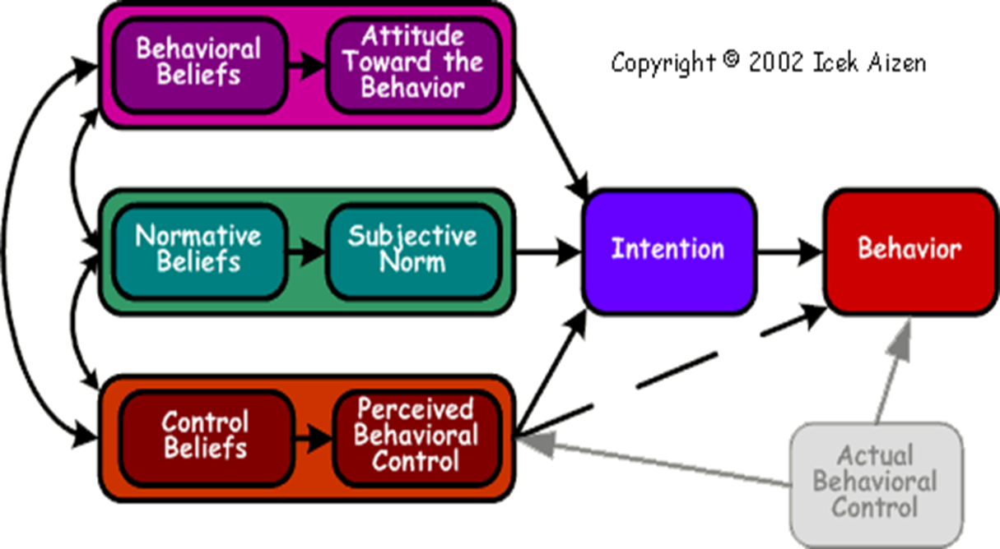 Behavioral
Beliefs
Attitude
Toward the
Behavior
Copyright © 2002 Icek Aizen
Normative
Beliefs
Subjective
Norm
Intention
Behavior
Control
Beliefs
Perceived
Behavioral
Control
Actual
Behavioral
Control